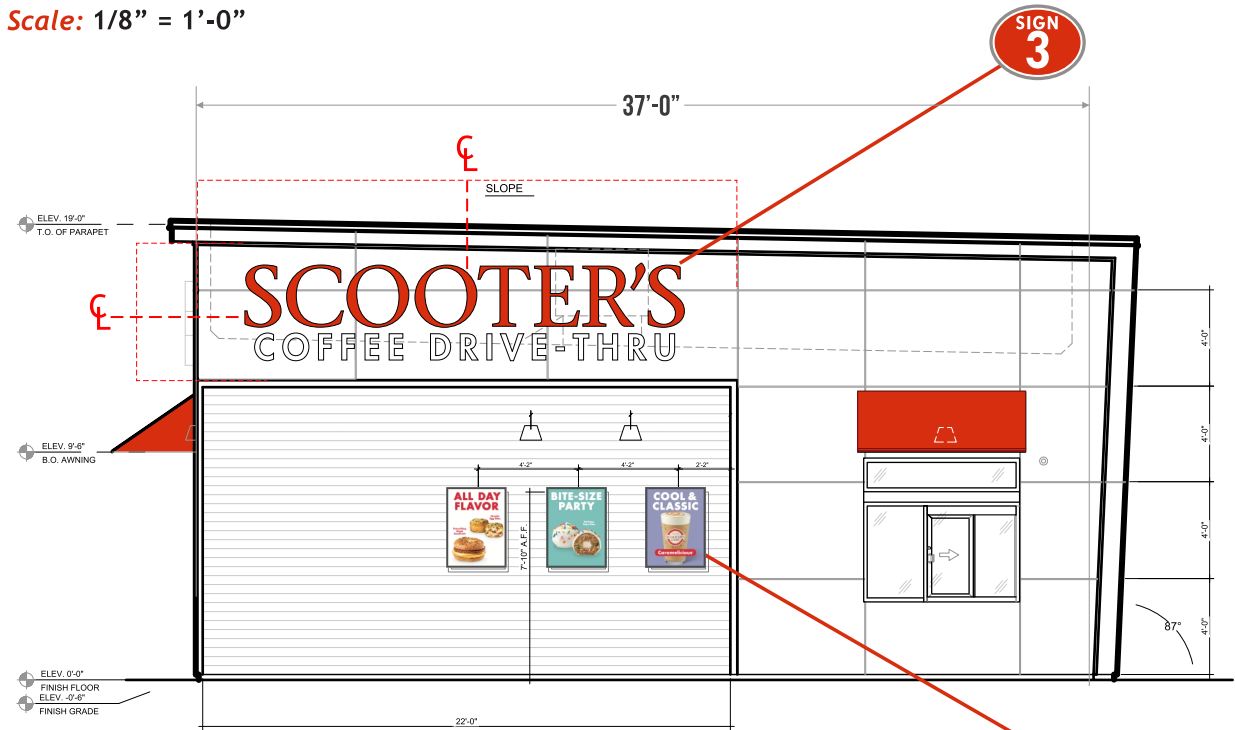 Scale: 1/8” = 1’-0”
SIGN
3
37’-0”
CL
SLOPE
ELEV. 19'-0"
T.O. OF PARAPET
SCOOTER’S
COFFEE DRIVE-THRU
CL
4'-0"
4'-0"
4'-0"
4'-0"
ELEV. 9'-6"
B.O. AWNING
4'-2"
4'-2"
2'-2"
ALL DAY
FLAVOR
BITE-SIZE
PARTY
COOL &
CLASSIC
Caramelicious
7'-10" A.F.F.
87°
ELEV. 0'-0"
FINISH FLOOR
ELEV. -0'-6"
FINISH GRADE
22'-0"